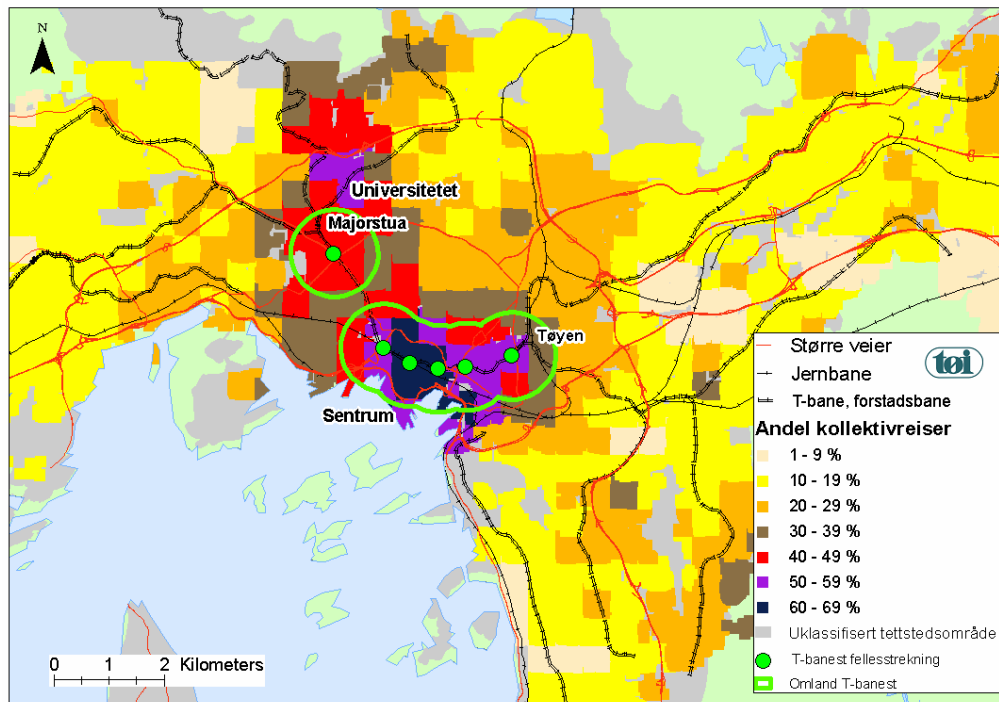 N
Universitetet
Majorstua
Tøyen
Sentrum
0 1 2 Kilometers
Større veier
tøi
Jernbane
T-bane, forstadsbane
Andel kollektivreiser
1 - 9 %
10 - 19 %
20 - 29 %
30 - 39 %
40 - 49 %
50 - 59 %
60 - 69 %
Uklassifisert tettstedsområde
T-banest fellesstrekning
Omland T-banest